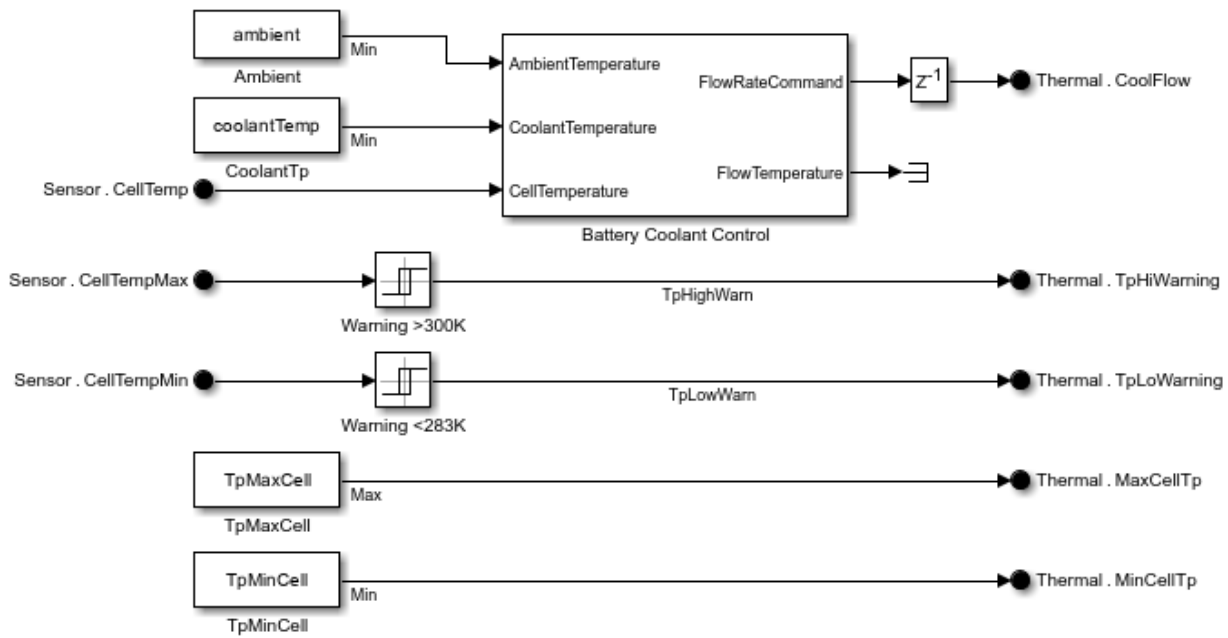 ambient
Min
Ambient
AmbientTemperature
FlowRateCommand
Z-1
Thermal . CoolFlow
coolantTemp
Min
CoolantTp
CoolantTemperature
Sensor . CellTemp
CellTemperature
FlowTemperature
Battery Coolant Control
Sensor . CellTempMax
Warning >300K
TpHighWarn
Thermal . TpHiWarning
Sensor . CellTempMin
Warning <283K
TpLowWarn
Thermal . TpLoWarning
TpMaxCell
Max
TpMaxCell
Thermal . MaxCellTp
TpMinCell
Min
TpMinCell
Thermal . MinCellTp